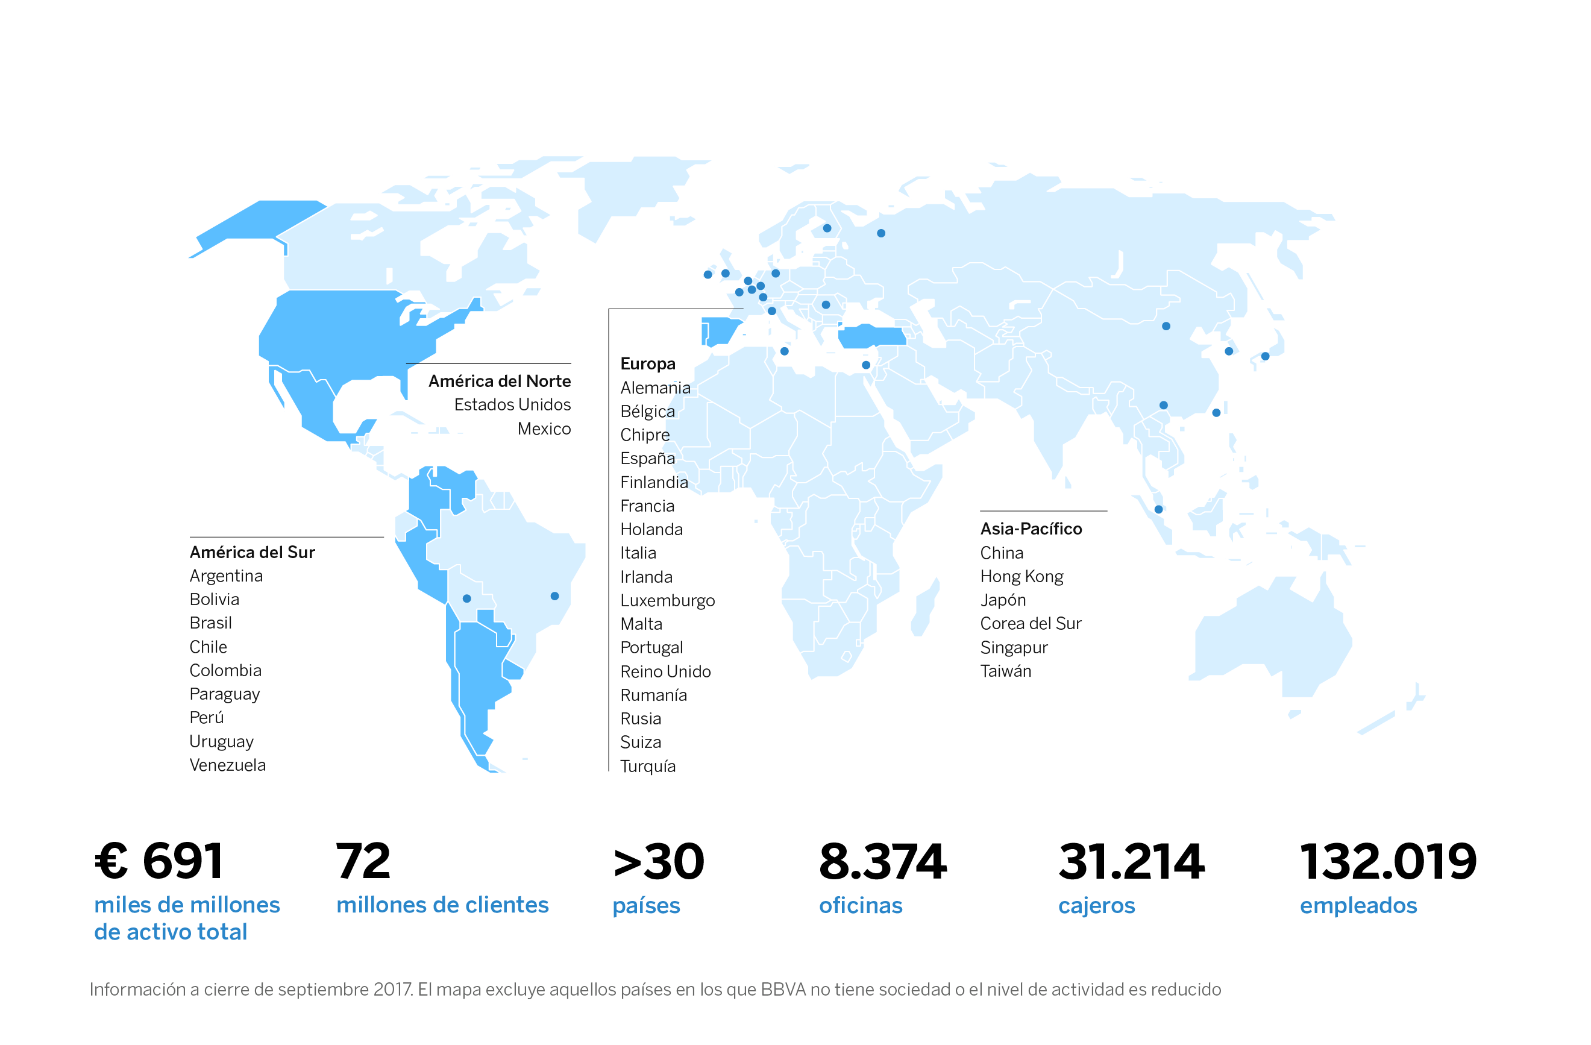 América del Norte
Estados Unidos
Mexico
América del Sur
Argentina
Bolivia
Brasil
Chile
Colombia
Paraguay
Perú
Uruguay
Venezuela
Europa
Alemania
Bélgica
Chipre
España
Finlandia
Francia
Holanda
Italia
Irlanda
Luxemburgo
Malta
Portugal
Reino Unido
Rumanía
Rusia
Suiza
Turquía
Asia-Pacífico
China
Hong Kong
Japón
Corea del Sur
Singapur
Taiwán
€ 691
miles de millones
de activo total
72
millones de clientes
>30
países
8.374
oficinas
31.214
cajeros
132.019
empleados
Información a cierre de septiembre 2017. El mapa excluye aquellos países en los que BBVA no tiene sociedad o el nivel de actividad es reducido